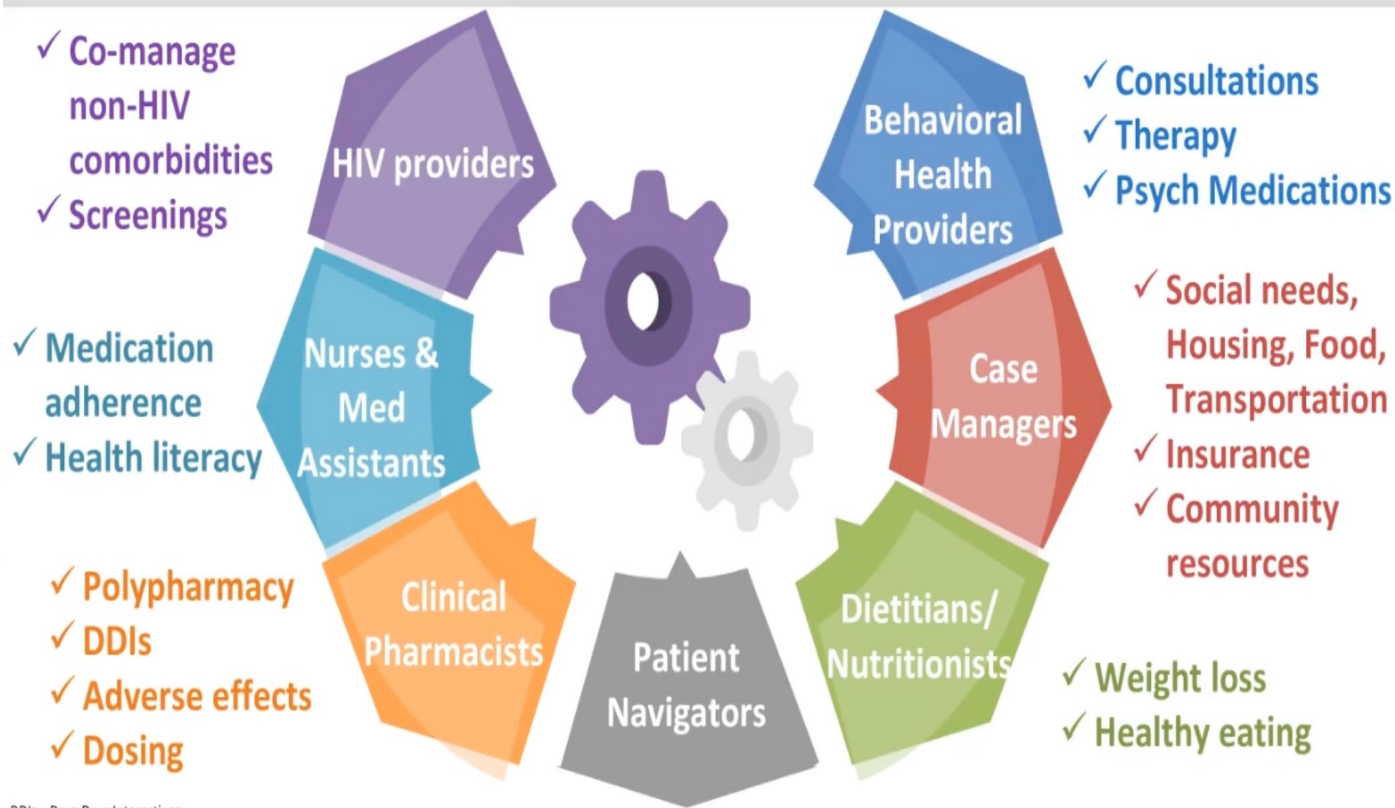 ✓ Co-manage
non-HIV
comorbidities
✓ Screenings
HIV providers
✓ Medication
adherence
✓ Health literacy
Nurses &
Med
Assistants
✓ Polypharmacy
✓ DDIs
✓ Adverse effects
✓ Dosing
Clinical
Pharmacists
Patient
Navigators
Behavioral
Health
Providers
✓ Consultations
✓ Therapy
✓ Psych Medications
Case
Managers
✓ Social needs,
Housing, Food,
Transportation
✓ Insurance
✓ Community
resources
Dietitians/
Nutritionists
✓ Weight loss
✓ Healthy eating